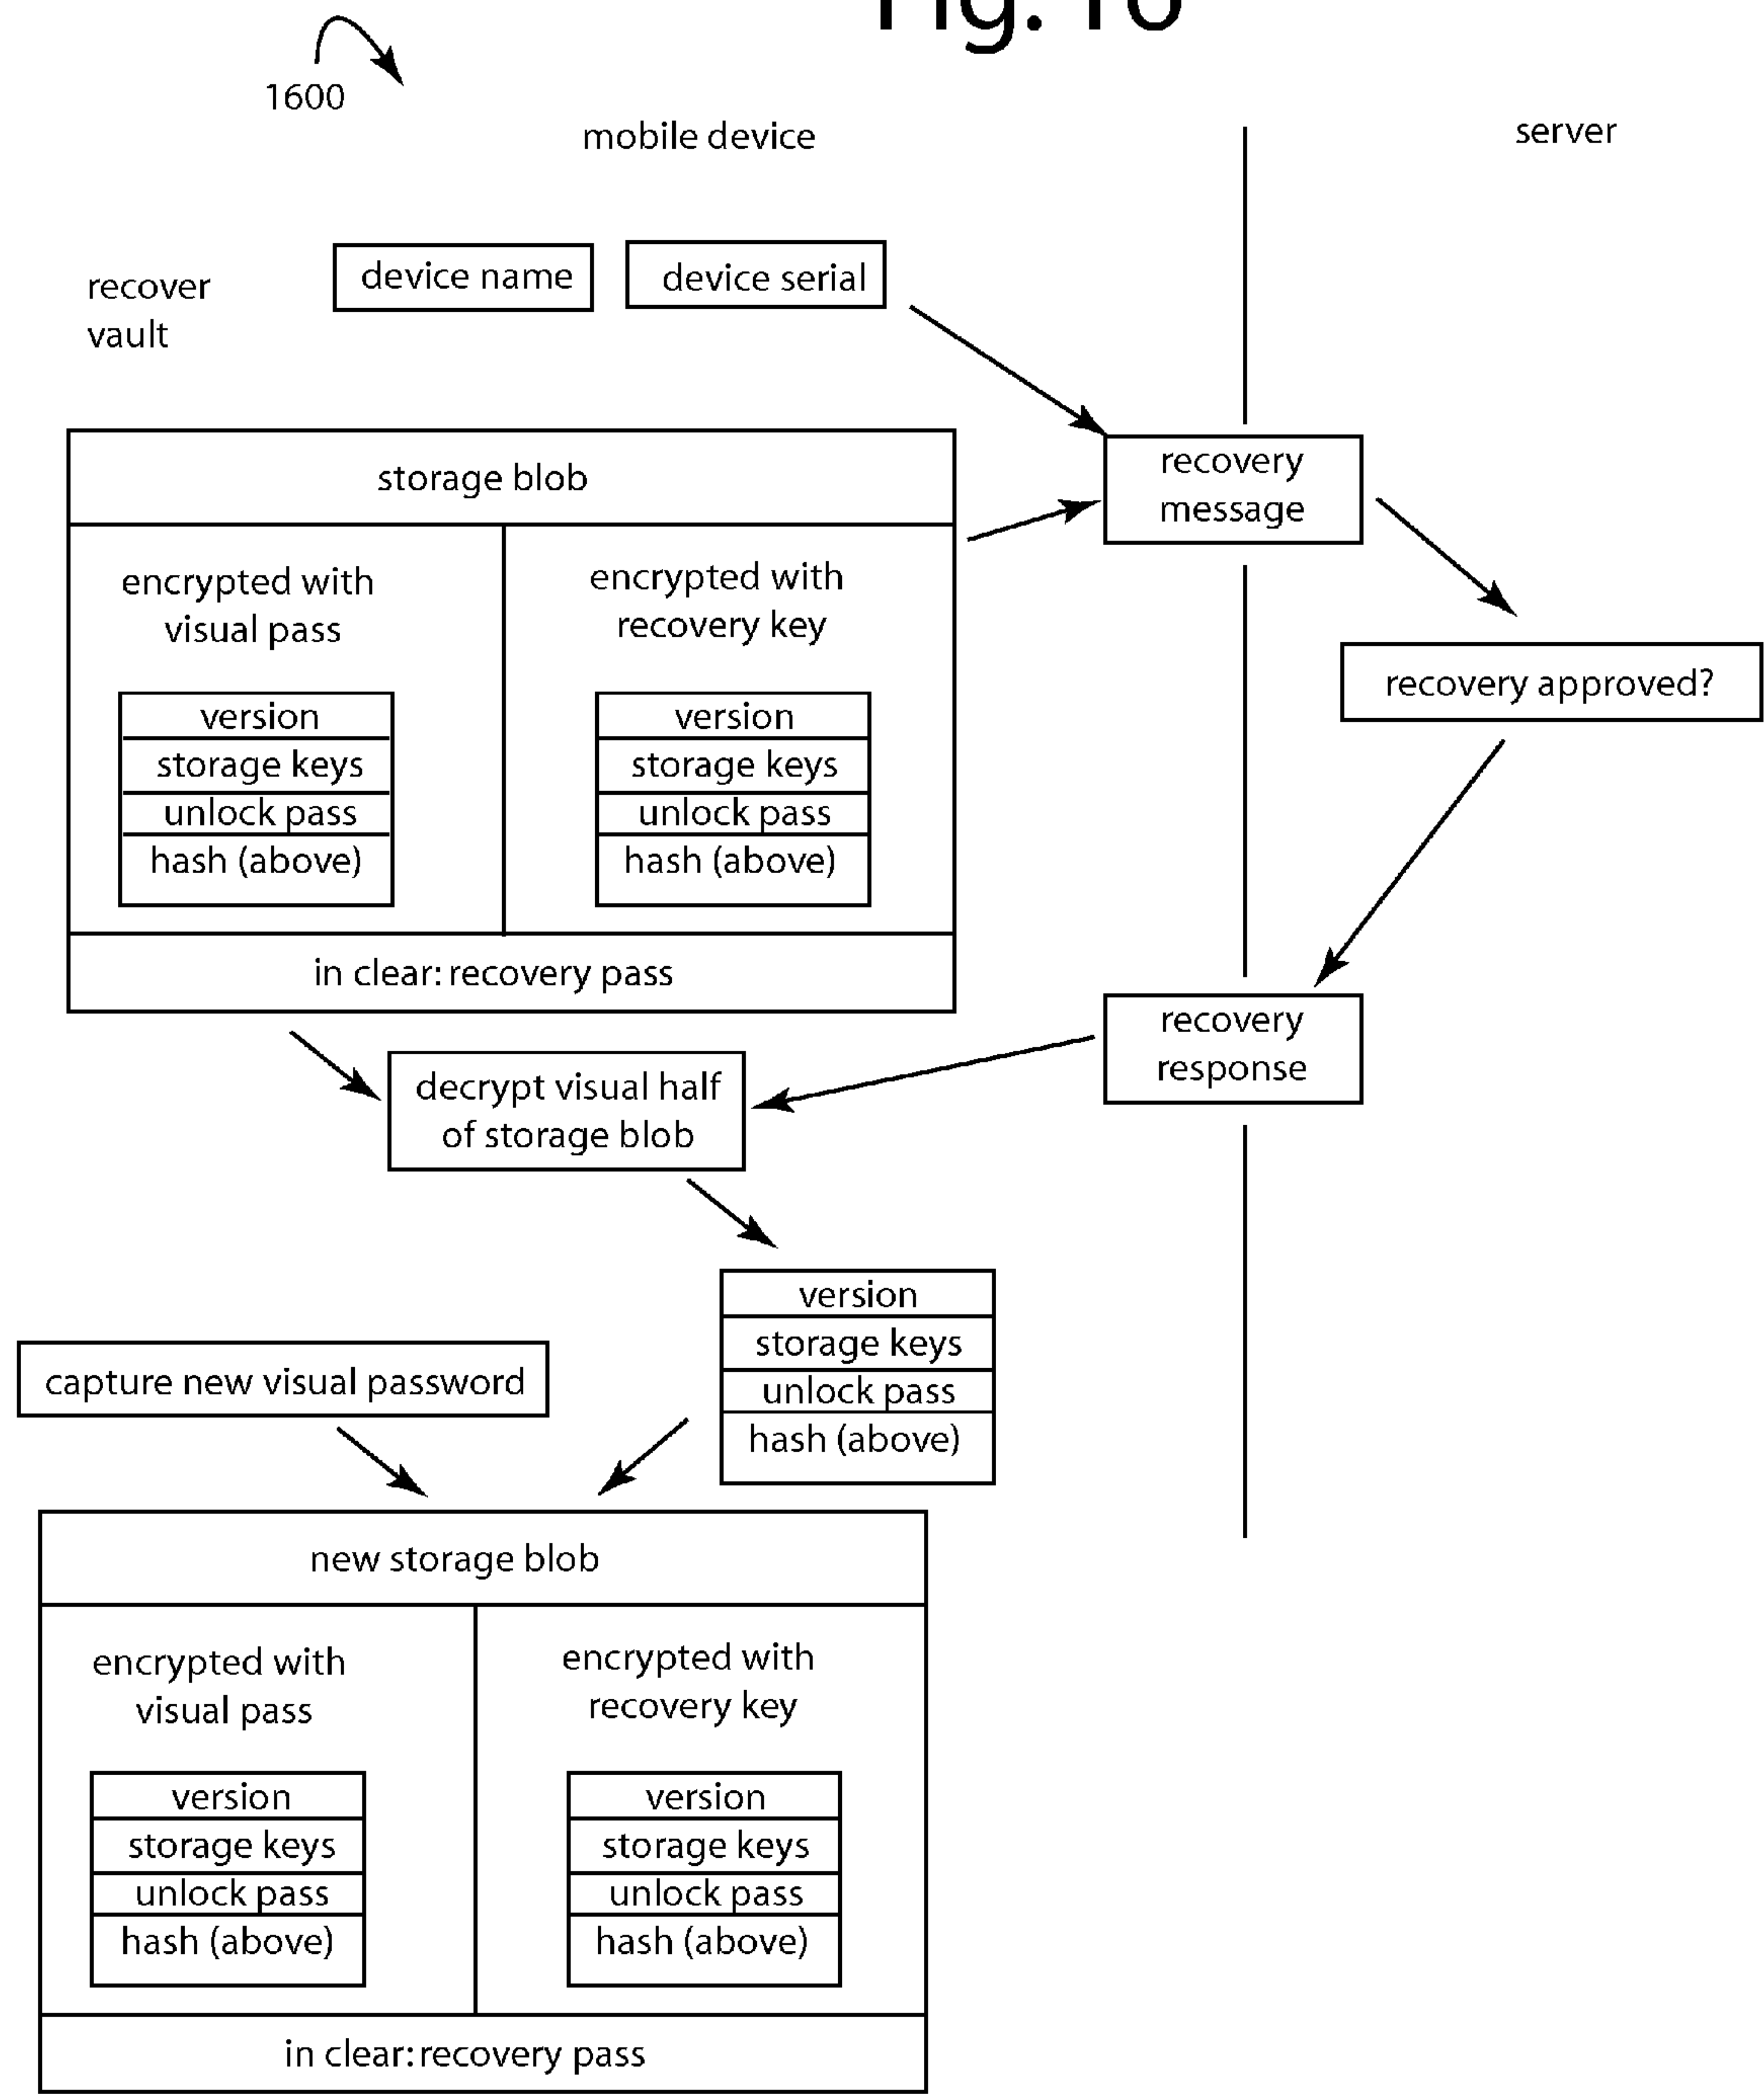 Fig. 16
1600
mobile device
server
recover
vault
device name
device serial
storage blob
encrypted with
visual pass
encrypted with
recovery key
version
storage keys
unlock pass
hash (above)
version
storage keys
unlock pass
hash (above)
in clear: recovery pass
recovery
message
recovery approved?
recovery
response
decrypt visual half
of storage blob
version
storage keys
unlock pass
hash (above)
capture new visual password
new storage blob
encrypted with
visual pass
encrypted with
recovery key
version
storage keys
unlock pass
hash (above)
version
storage keys
unlock pass
hash (above)
in clear: recovery pass